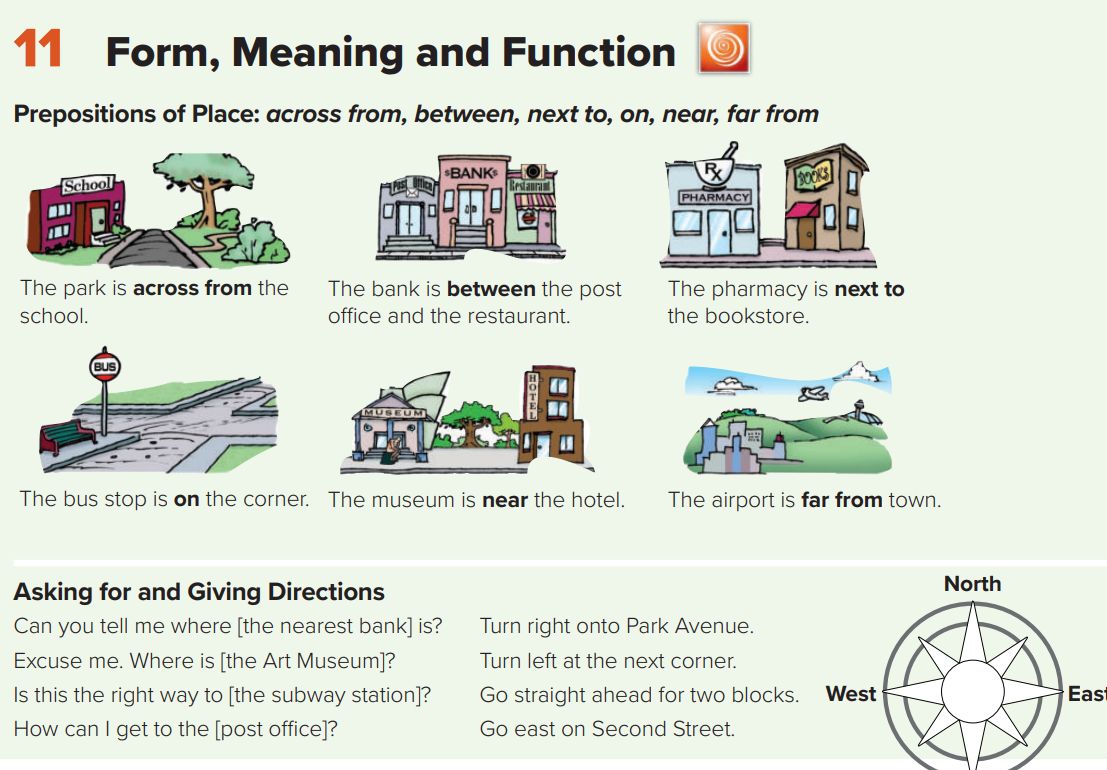 11 Form, Meaning and Function
Prepositions of Place: across from, between, next to, on, near, far from
School
Post Office
BANK
Restaurant
RX
PHARMACY
BOOKS
The park is across from the
school.
The bank is between the post
office and the restaurant.
The pharmacy is next to
the bookstore.
BUS
MUSEUM
HOTEL
The bus stop is on the corner.
The museum is near the hotel.
The airport is far from town.
Asking for and Giving Directions
Can you tell me where [the nearest bank] is?
Excuse me. Where is [the Art Museum]?
Is this the right way to [the subway station]?
How can I get to the [post office]?
Turn right onto Park Avenue.
Turn left at the next corner.
Go straight ahead for two blocks.
Go east on Second Street.
North
West
East